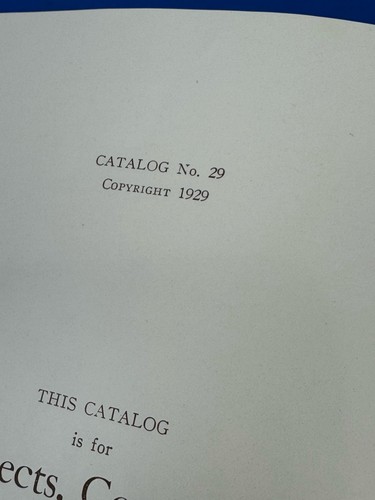 CATALOG No. 29
COPYRIGHT 1929
THIS CATALOG
is for